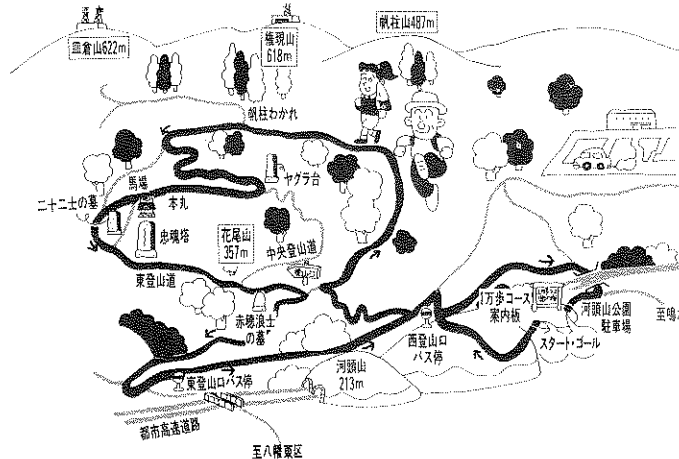 皿倉山622m
権現山
618m
帆柱山487m
帆柱わかれ
ヤグラ台
馬場
本丸
二十二士の墓
忠魂塔
花尾山
357m
中央登山道
東登山道
赤穂浪士
の墓
1万歩コース
案内板
河頭山公園
駐車場
西登山口
バス停
スタート・ゴール
河頭山
213m
東登山口バス停
都市高速道路
至八幡東区